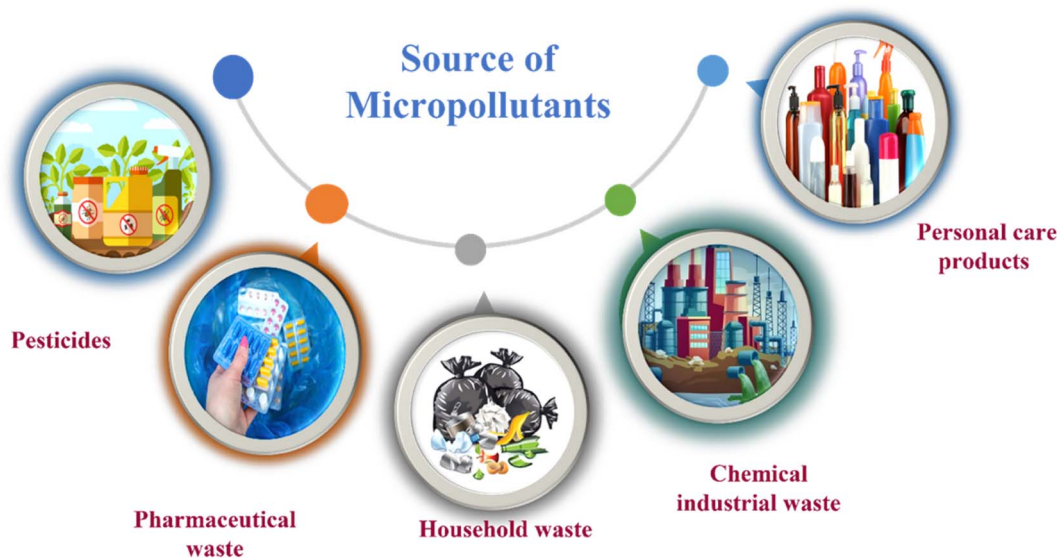 Source of
Micropollutants
Personal care
products
Pesticides
Chemical
industrial waste
Pharmaceutical
waste
Household waste